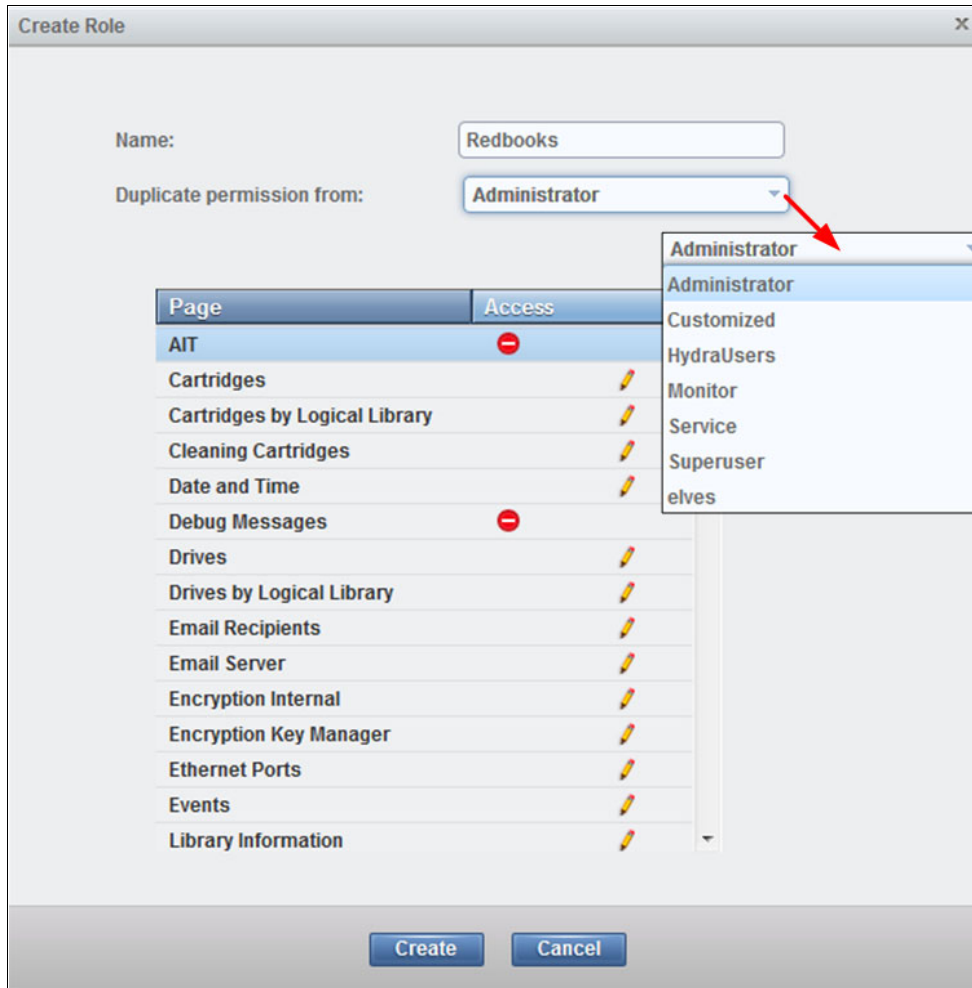 Create Role
x
Name:
Redbooks
Duplicate permission from:
Administrator
Administrator
Administrator
Customized
HydraUsers
Monitor
Service
Superuser
elves
Page Access
AIT
Cartridges
Cartridges by Logical Library
Cleaning Cartridges
Date and Time
Debug Messages
Drives
Drives by Logical Library
Email Recipients
Email Server
Encryption Internal
Encryption Key Manager
Ethernet Ports
Events
Library Information
Create Cancel